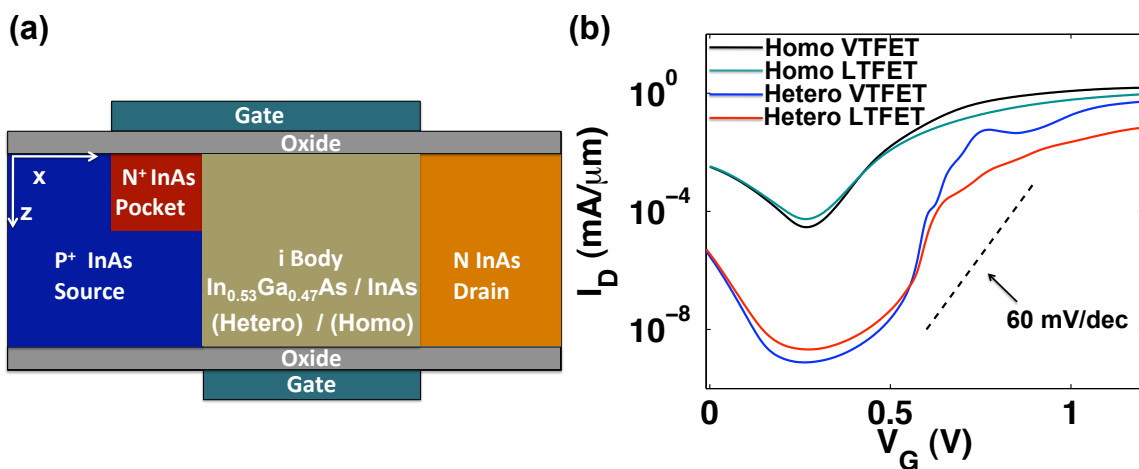 (a)
Gate
Oxide
x
z
N⁺ InAs
Pocket
P⁺ InAs
Source
i Body
In₀.₅₃Ga₀.₄₇As / InAs
(Hetero) / (Homo)
N InAs
Drain
Oxide
Gate
(b)
Homo VTFET
Homo LTFET
Hetero VTFET
Hetero LTFET
10⁰
10⁻⁴
10⁻⁸
I_D (mA/μm)
60 mV/dec
0 0.5 1
V_G (V)